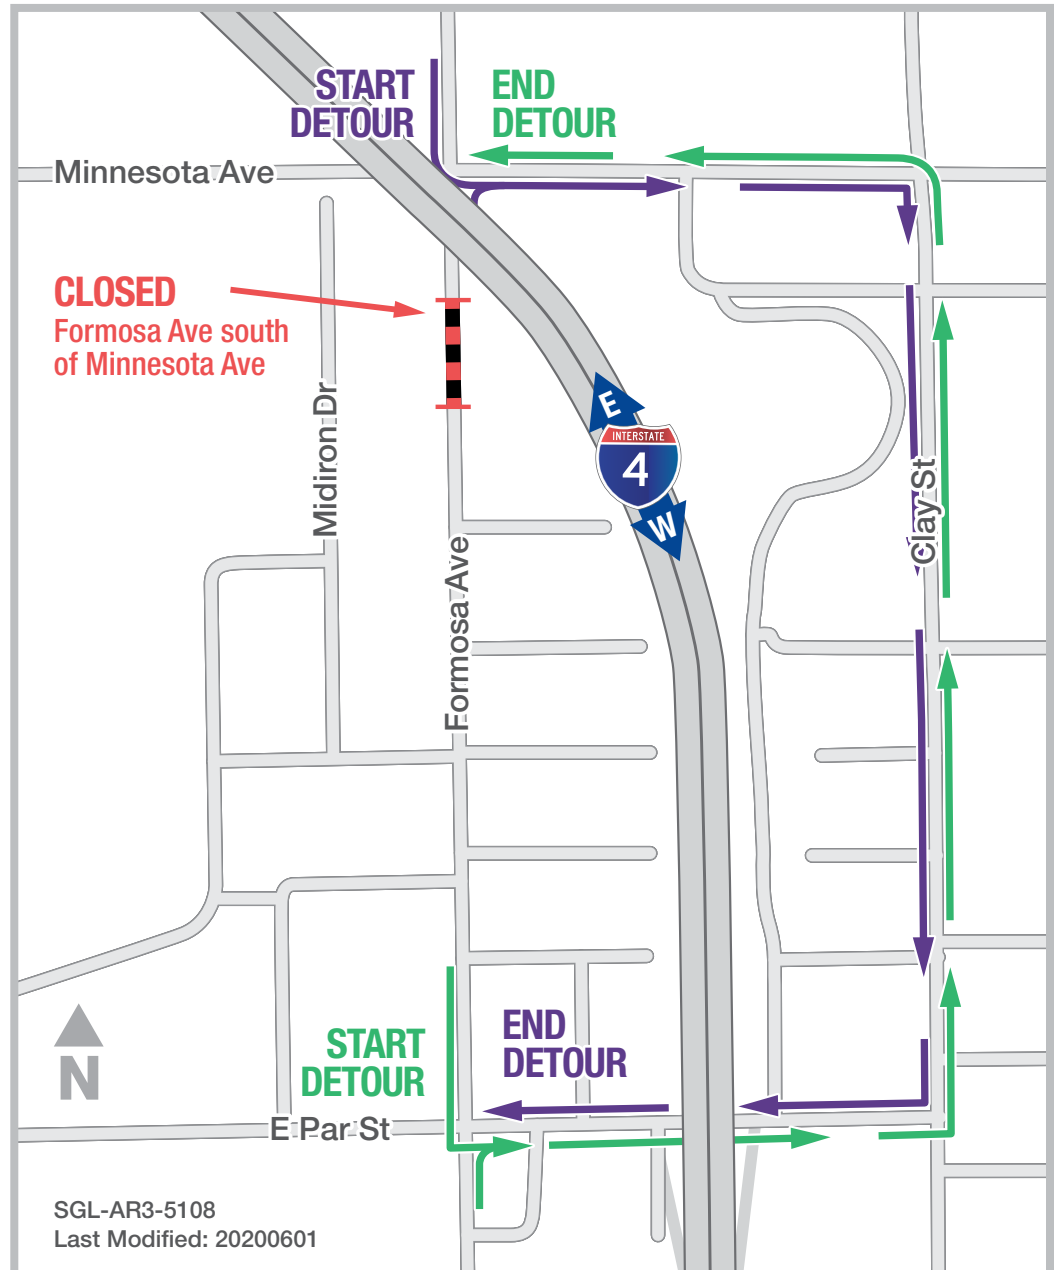 START
DETOUR
END
DETOUR
Minnesota Ave
CLOSED
Formosa Ave south
of Minnesota Ave
Midiron Dr
E
INTERSTATE
4
W
Clay St
Formosa Ave
START
DETOUR
END
DETOUR
N
E Par St
SGL-AR3-5108
Last Modified: 20200601